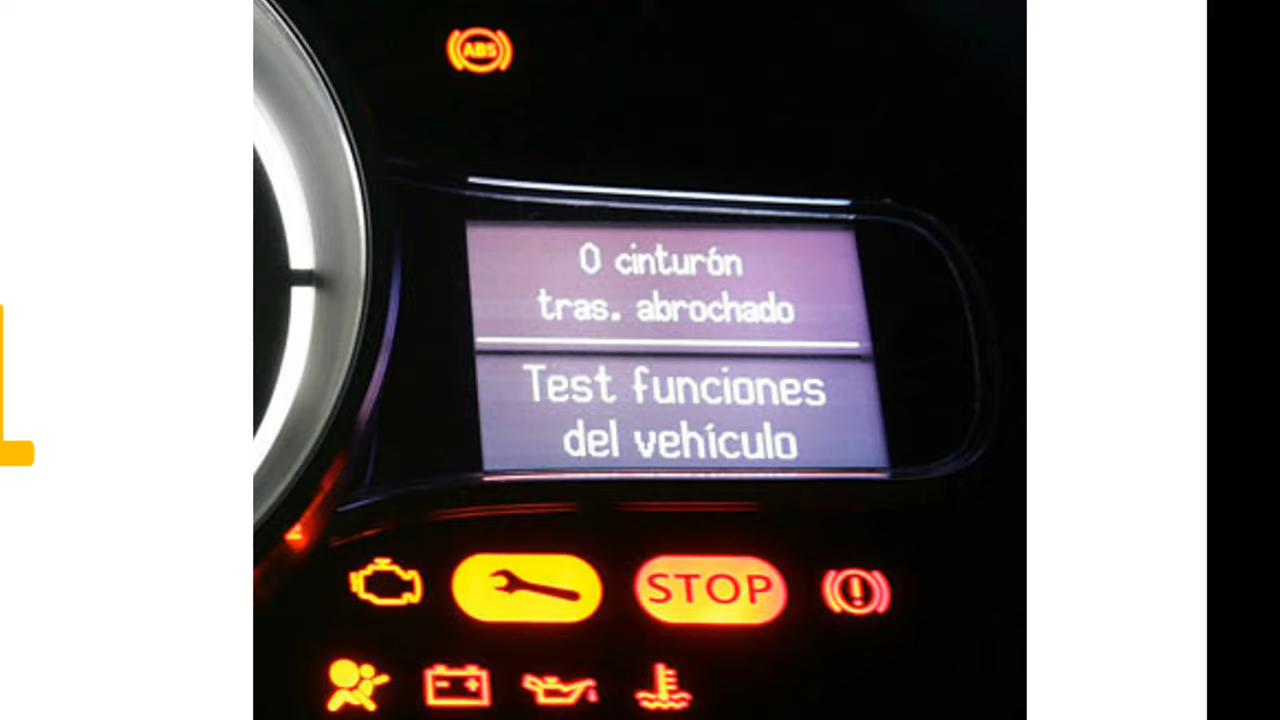 ABS
0 cinturón
tras. abrochado
Test funciones
del vehículo
STOP